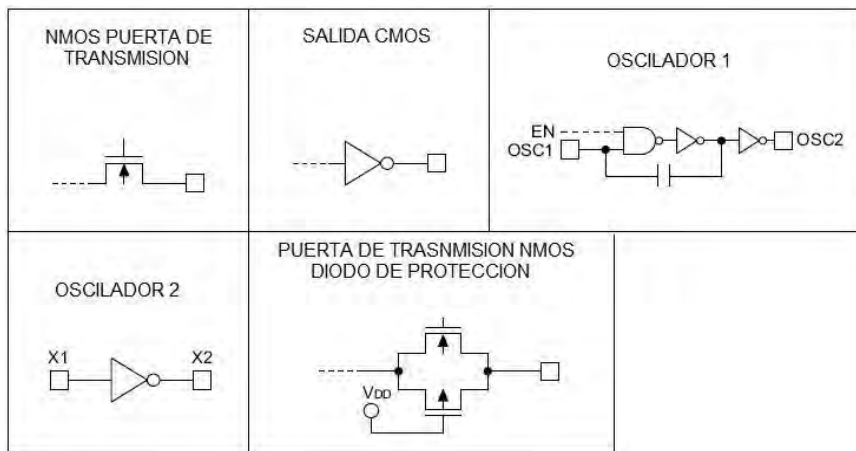 NMOS PUERTA DE
TRANSMISION
SALIDA CMOS
OSCILADOR 1
EN
OSC1
OSC2
OSCILADOR 2
X1
X2
PUERTA DE TRASNMISION NMOS
DIODO DE PROTECCION
VDD